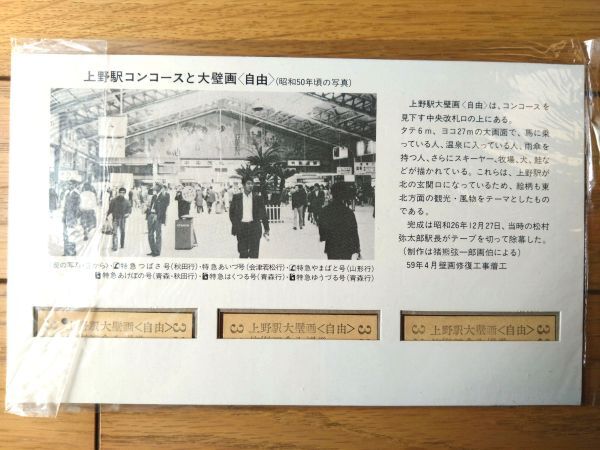 上野駅コンコースと大壁画〈自由〉(昭和50年頃の写真)
上野駅大壁画〈自由〉は、コンコースを
見下す中央改札口の上にある。
タテ6m、ヨコ27mの大画面で、馬に乗
っている人、温泉に入っている人、雨傘を
持つ人、さらにスキーヤー、牧場、犬、鮭な
どが描かれている。これらは、上野駅が
北の玄関口になっているため、絵柄も東
北方面の観光・風物をテーマとしたもの
である。
完成は昭和26年12月27日、当時の松村
弥太郎駅長がテープを切って除幕した。
(制作は猪熊弦一郎画伯による)
59年4月壁画修復工事着工
特急つばさ号(秋田行)・特急あいづ号(会津若松行)・特急やまばと号(山形行)
特急あけぼの号(青森・秋田行)・特急はくつる号(青森行)・特急ゆうづる号(青森行)
上野駅大壁画〈自由〉 3
3 上野駅大壁画〈自由〉 3
3 上野駅大壁画〈自由〉 3